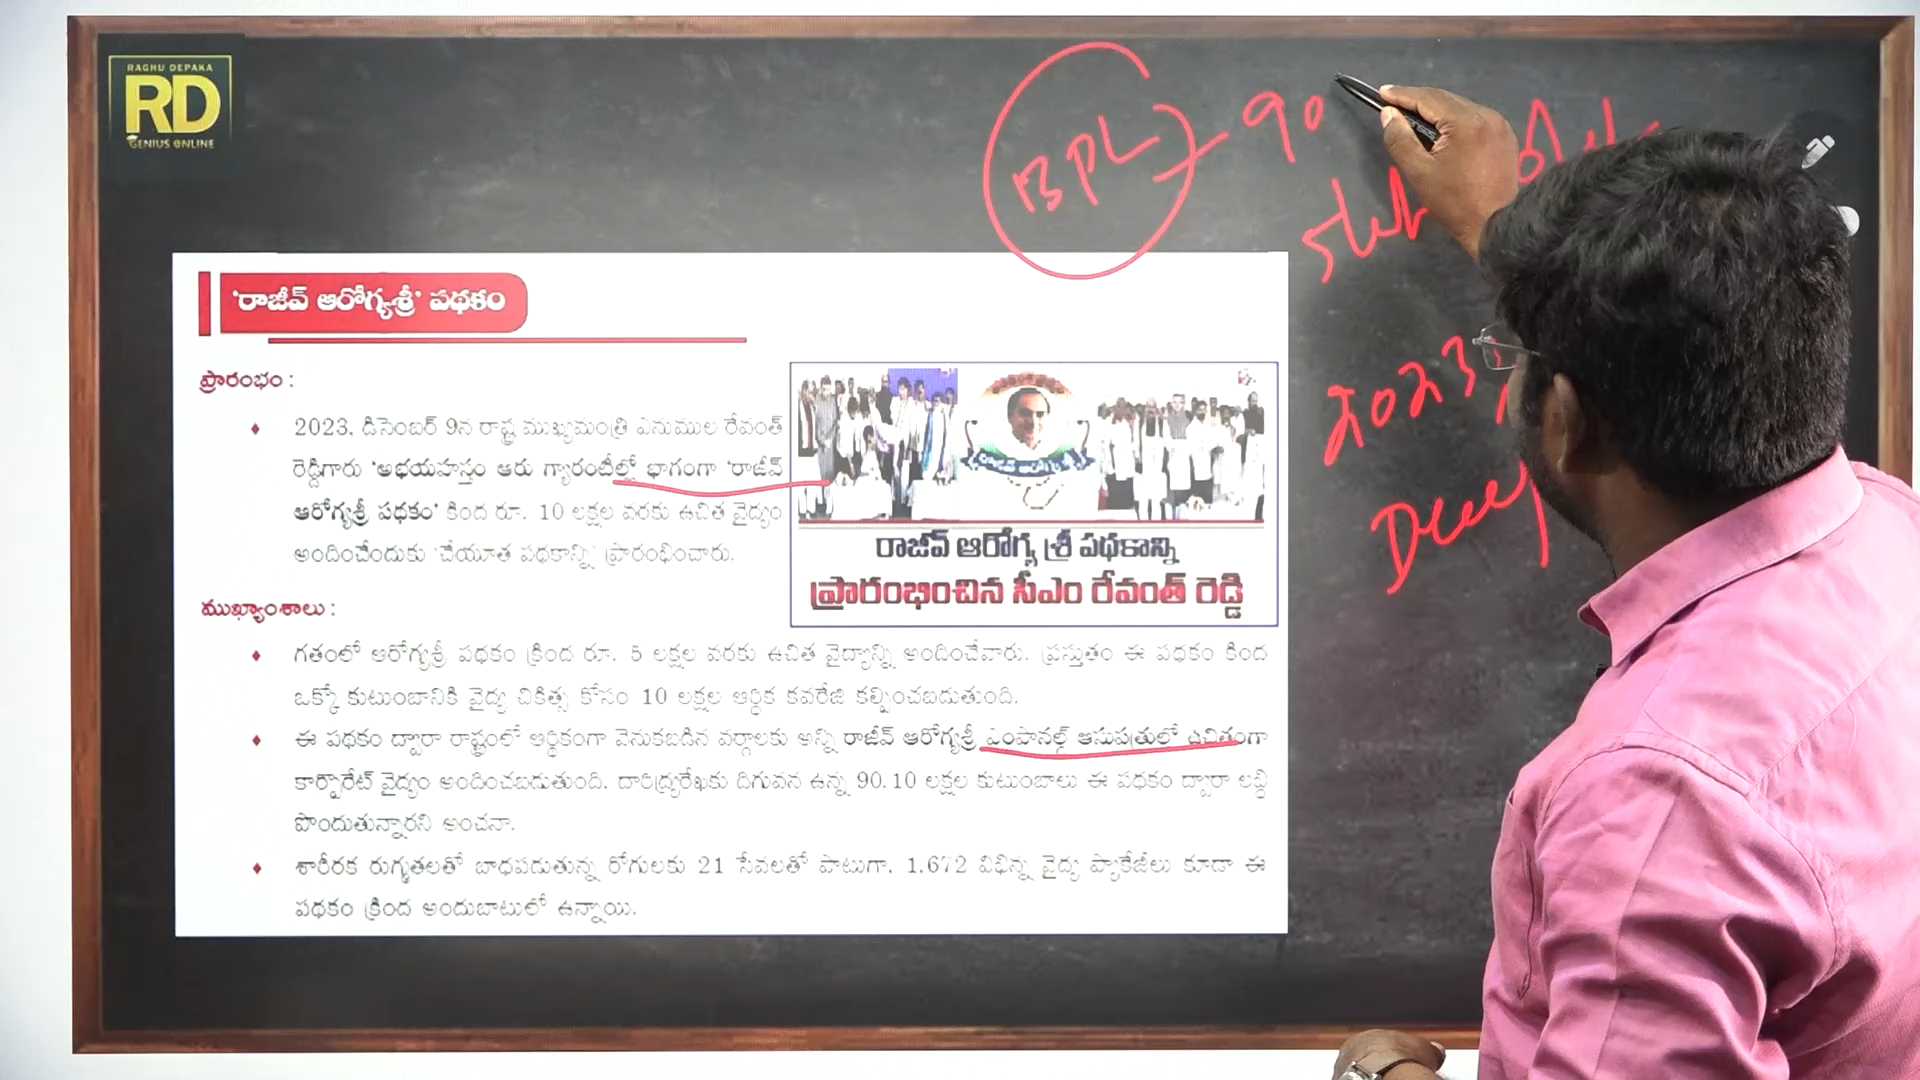 RAGHU DEPAKA
RD
GENIUS ONLINE
BPL - 90
5లక్షల
2023
'రాజీవ్ ఆరోగ్యశ్రీ' పథకం
ప్రారంభం :
2023, డిసెంబర్ 9న రాష్ట్ర ముఖ్యమంత్రి ఎనుముల రేవంత్
రెడ్డిగారు 'అభయహస్తం ఆరు గ్యారంటీల్లో భాగంగా 'రాజీవ్
ఆరోగ్యశ్రీ పథకం' కింద రూ. 10 లక్షల వరకు ఉచిత వైద్యం
అందించేందుకు 'చేయూత పథకాన్ని' ప్రారంభించారు.
రాజీవ్ ఆరోగ్య శ్రీ పథకాన్ని
ప్రారంభించిన సీఎం రేవంత్ రెడ్డి
ముఖ్యాంశాలు :
గతంలో ఆరోగ్యశ్రీ పథకం క్రింద రూ. 5 లక్షల వరకు ఉచిత వైద్యాన్ని అందించేవారు. ప్రస్తుతం ఈ పథకం కింద
ఒక్కో కుటుంబానికి వైద్య చికిత్స కోసం 10 లక్షల ఆర్థిక కవరేజి కల్పించబడుతుంది.
ఈ పథకం ద్వారా రాష్ట్రంలో ఆర్థికంగా వెనుకబడిన వర్గాలకు అన్ని రాజీవ్ ఆరోగ్యశ్రీ ఎంపానల్డ్ ఆసుపత్రులో ఉచితంగా
కార్పొరేట్ వైద్యం అందించబడుతుంది. దారిద్ర్యరేఖకు దిగువన ఉన్న 90.10 లక్షల కుటుంబాలు ఈ పథకం ద్వారా లబ్ధి
పొందుతున్నారని అంచనా.
శారీరక రుగ్మతలతో బాధపడుతున్న రోగులకు 21 సేవలతో పాటుగా, 1,672 విభిన్న వైద్య ప్యాకేజీలు కూడా ఈ
పథకం క్రింద అందుబాటులో ఉన్నాయి.